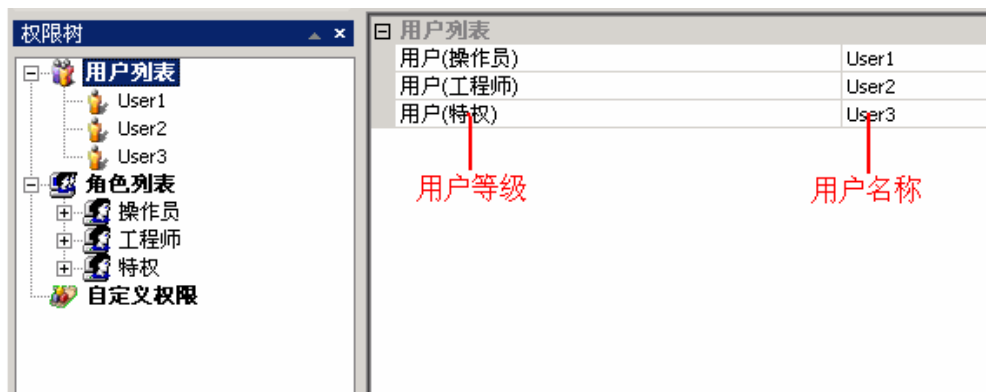 权限树
用户列表
User1
User2
User3
角色列表
操作员
工程师
特权
自定义权限
用户列表
用户(操作员) User1
用户(工程师) User2
用户(特权) User3
用户等级 用户名称